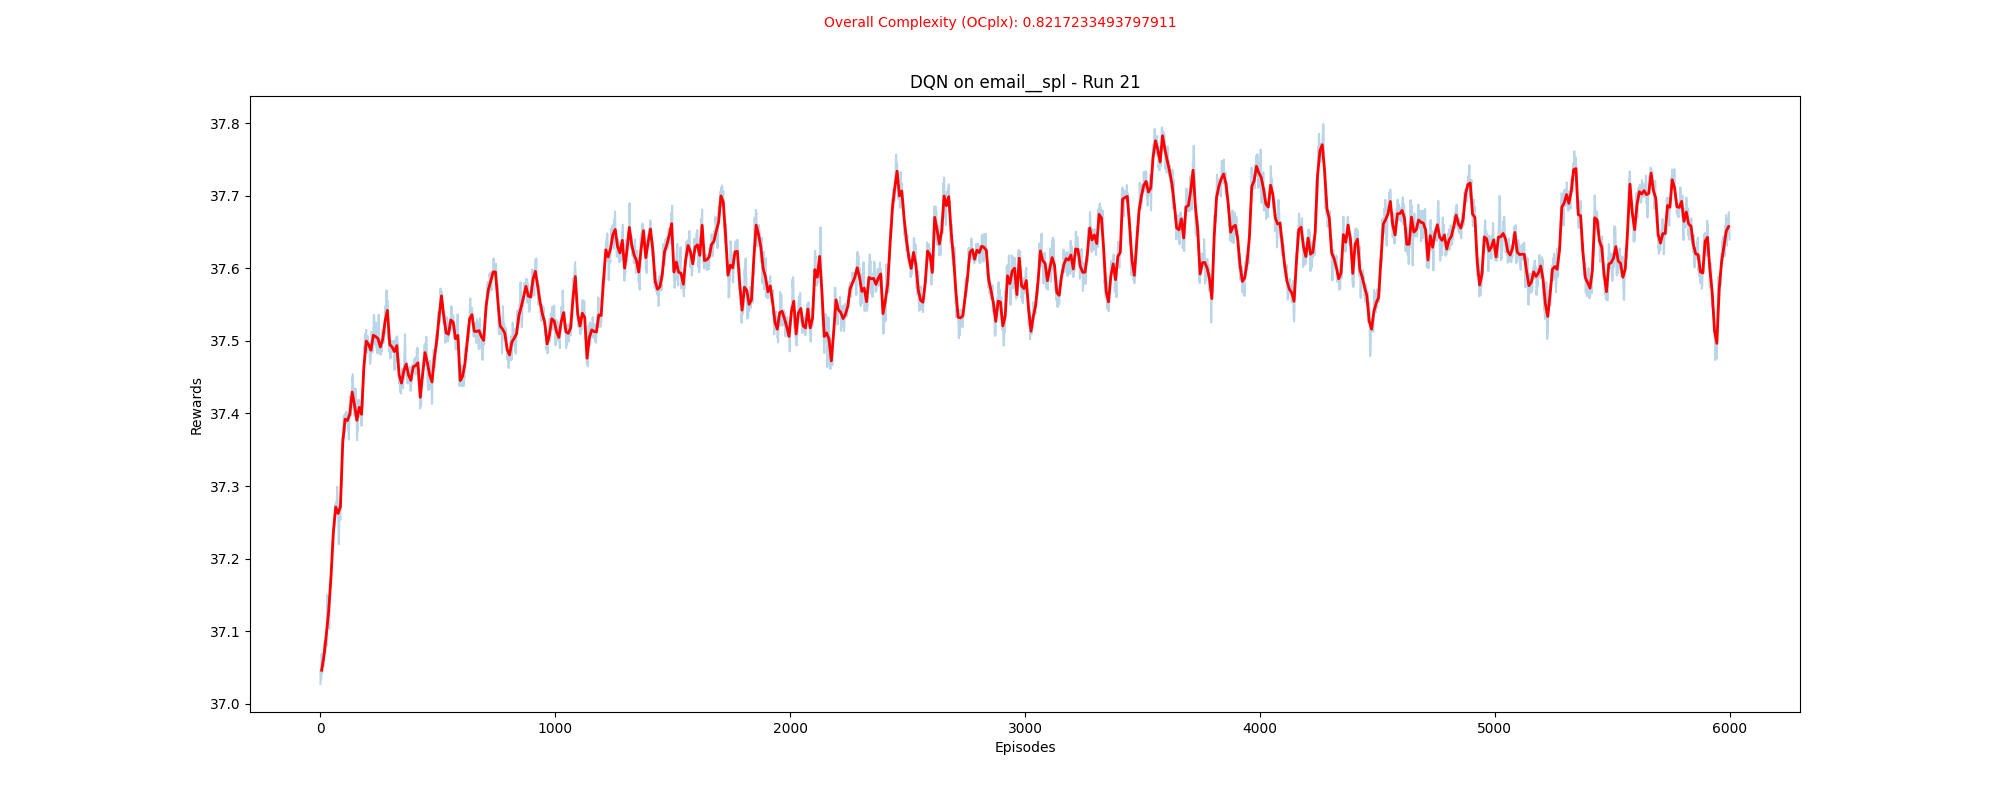 Overall Complexity (OCplx): 0.8217233493797911
DQN on email__spl - Run 21
37.8
37.7
37.6
37.5
37.4
37.3
37.2
37.1
37.0
Rewards
0 1000 2000 3000 4000 5000 6000
Episodes